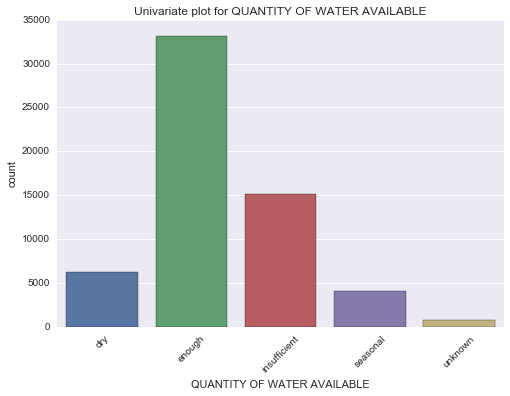 Univariate plot for QUANTITY OF WATER AVAILABLE
35000
30000
25000
20000
15000
10000
5000
0
count
dry
enough
insufficient
seasonal
unknown
QUANTITY OF WATER AVAILABLE